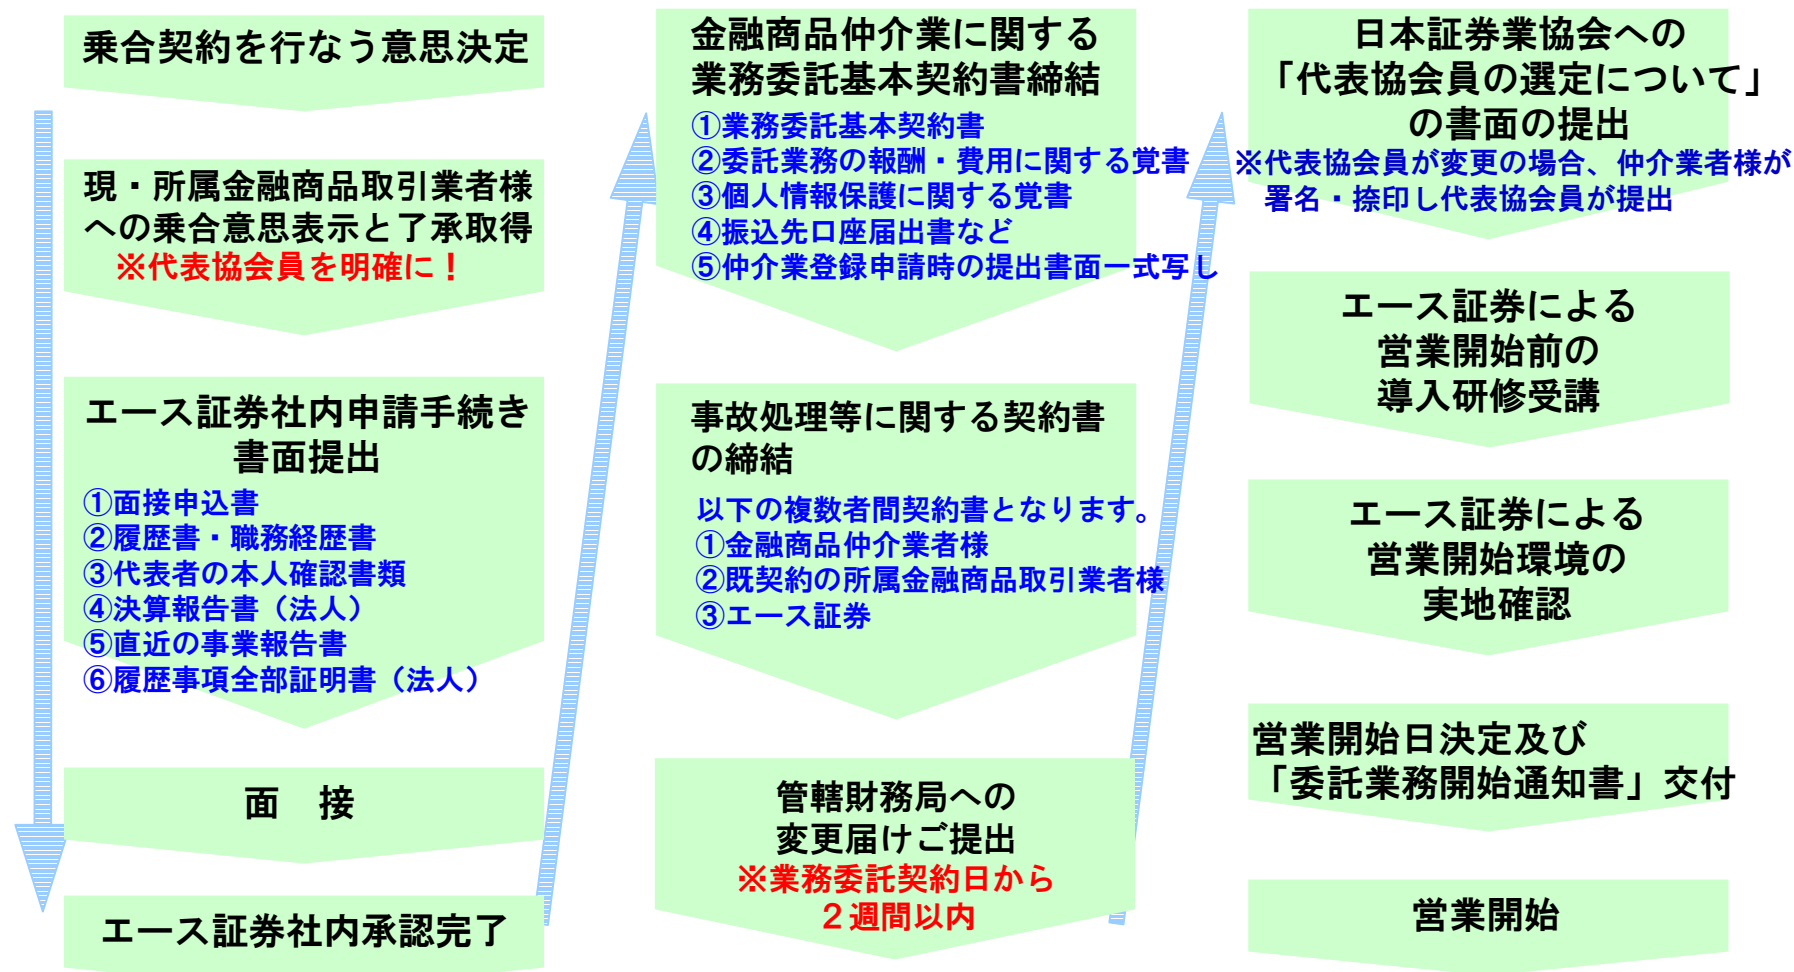 乗合契約を行なう意思決定
現・所属金融商品取引業者様
への乗合意思表示と了承取得
※代表協会員を明確に！
エース証券社内申請手続き
書面提出
①面接申込書
②履歴書・職務経歴書
③代表者の本人確認書類
④決算報告書（法人）
⑤直近の事業報告書
⑥履歴事項全部証明書（法人）
面　接
エース証券社内承認完了
金融商品仲介業に関する
業務委託基本契約書締結
①業務委託基本契約書
②委託業務の報酬・費用に関する覚書
③個人情報保護に関する覚書
④振込先口座届出書など
⑤仲介業登録申請時の提出書面一式写し
事故処理等に関する契約書
の締結
以下の複数者間契約書となります。
①金融商品仲介業者様
②既契約の所属金融商品取引業者様
③エース証券
管轄財務局への
変更届けご提出
※業務委託契約日から
２週間以内
日本証券業協会への
「代表協会員の選定について」
の書面の提出
※代表協会員が変更の場合、仲介業者様が
署名・捺印し代表協会員が提出
エース証券による
営業開始前の
導入研修受講
エース証券による
営業開始環境の
実地確認
営業開始日決定及び
「委託業務開始通知書」交付
営業開始